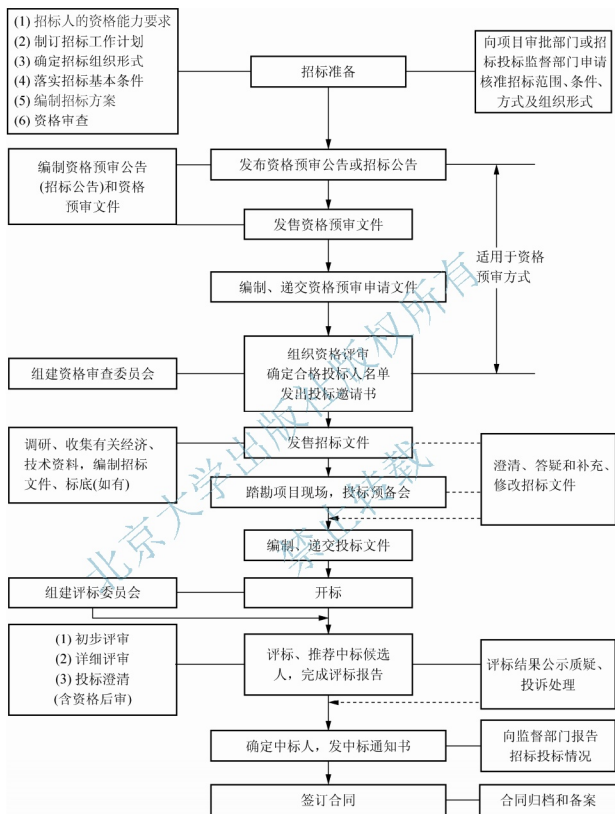 (1) 招标人的资格能力要求
(2) 制订招标工作计划
(3) 确定招标组织形式
(4) 落实招标基本条件
(5) 编制招标方案
(6) 资格审查
招标准备
向项目审批部门或招
标投标监督部门申请
核准招标范围、条件、
方式及组织形式
编制资格预审公告
(招标公告)和资格
预审文件
发布资格预审公告或招标公告
发售资格预审文件
适用于资格
预审方式
编制、递交资格预审申请文件
组建资格审查委员会
组织资格评审
确定合格投标人名单
发出投标邀请书
调研、收集有关经济、
技术资料，编制招标
文件、标底(如有)
发售招标文件
踏勘项目现场，投标预备会
澄清、答疑和补充、
修改招标文件
编制、递交投标文件
组建评标委员会
开标
(1) 初步评审
(2) 详细评审
(3) 投标澄清
(含资格后审)
评标、推荐中标候选
人，完成评标报告
评标结果公示质疑、
投诉处理
确定中标人，发中标通知书
向监督部门报告
招标投标情况
签订合同
合同归档和备案
北京大学出版社版权所有
禁止转载